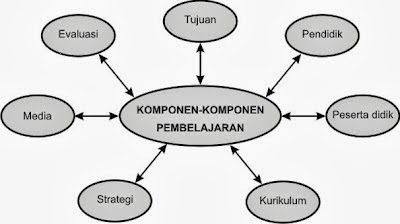 Tujuan
Evaluasi
Pendidik
Media
KOMPONEN-KOMPONEN
PEMBELAJARAN
Peserta didik
Strategi
Kurikulum